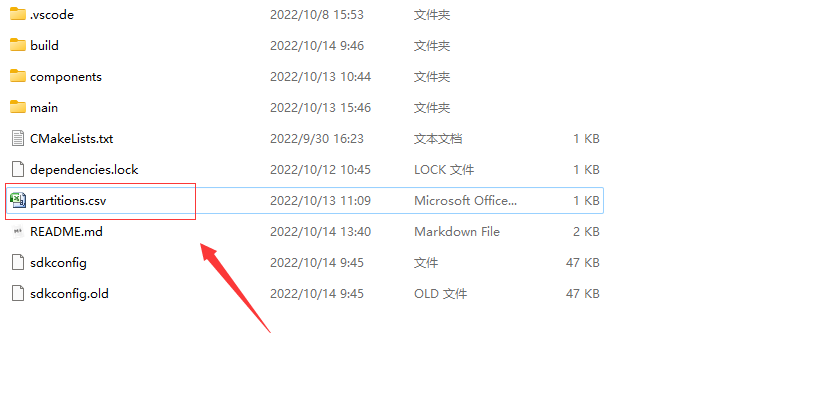 .vscode 2022/10/8 15:53 文件夹
build 2022/10/14 9:46 文件夹
components 2022/10/13 10:44 文件夹
main 2022/10/13 15:46 文件夹
CMakeLists.txt 2022/9/30 16:23 文本文档 1 KB
dependencies.lock 2022/10/12 10:45 LOCK 文件 1 KB
partitions.csv 2022/10/13 11:09 Microsoft Office... 1 KB
README.md 2022/10/14 13:40 Markdown File 2 KB
sdkconfig 2022/10/14 9:45 文件 47 KB
sdkconfig.old 2022/10/14 9:45 OLD 文件 47 KB